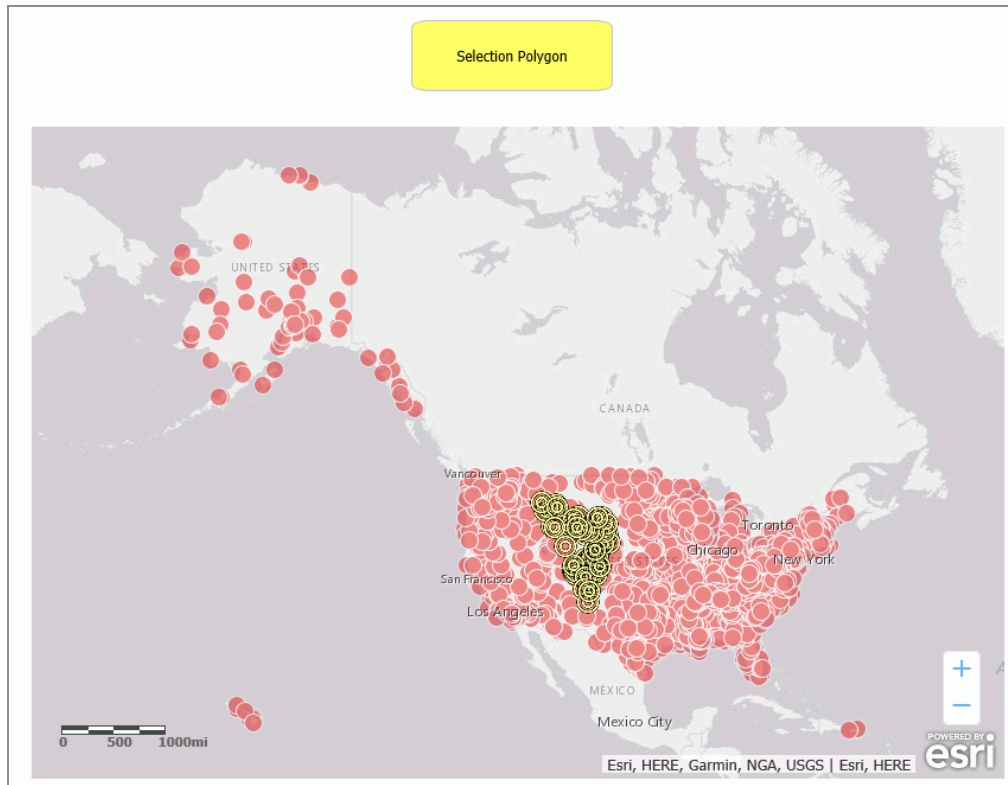 Selection Polygon
UNITED STATES
CANADA
Vancouver
Toronto
Chicago
New York
San Francisco
Los Angeles
MÉXICO
Mexico City
+
−
0 500 1000mi
POWERED BY
esri
Esri, HERE, Garmin, NGA, USGS | Esri, HERE